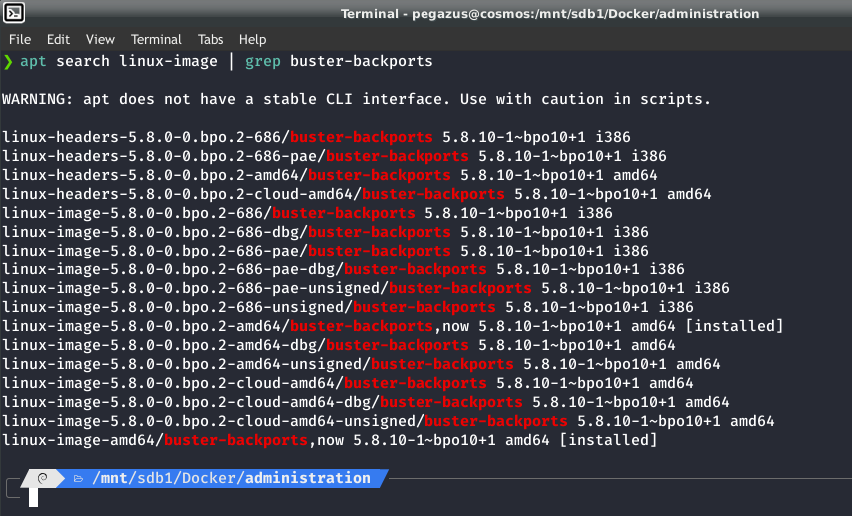 Terminal - pegazus@cosmos:/mnt/sdb1/Docker/administration
File Edit View Terminal Tabs Help
❯ apt search linux-image | grep buster-backports
WARNING: apt does not have a stable CLI interface. Use with caution in scripts.
linux-headers-5.8.0-0.bpo.2-686/buster-backports 5.8.10-1~bpo10+1 i386
linux-headers-5.8.0-0.bpo.2-686-pae/buster-backports 5.8.10-1~bpo10+1 i386
linux-headers-5.8.0-0.bpo.2-amd64/buster-backports 5.8.10-1~bpo10+1 amd64
linux-headers-5.8.0-0.bpo.2-cloud-amd64/buster-backports 5.8.10-1~bpo10+1 amd64
linux-image-5.8.0-0.bpo.2-686/buster-backports 5.8.10-1~bpo10+1 i386
linux-image-5.8.0-0.bpo.2-686-dbg/buster-backports 5.8.10-1~bpo10+1 i386
linux-image-5.8.0-0.bpo.2-686-pae/buster-backports 5.8.10-1~bpo10+1 i386
linux-image-5.8.0-0.bpo.2-686-pae-dbg/buster-backports 5.8.10-1~bpo10+1 i386
linux-image-5.8.0-0.bpo.2-686-pae-unsigned/buster-backports 5.8.10-1~bpo10+1 i386
linux-image-5.8.0-0.bpo.2-686-unsigned/buster-backports 5.8.10-1~bpo10+1 i386
linux-image-5.8.0-0.bpo.2-amd64/buster-backports,now 5.8.10-1~bpo10+1 amd64 [installed]
linux-image-5.8.0-0.bpo.2-amd64-dbg/buster-backports 5.8.10-1~bpo10+1 amd64
linux-image-5.8.0-0.bpo.2-amd64-unsigned/buster-backports 5.8.10-1~bpo10+1 amd64
linux-image-5.8.0-0.bpo.2-cloud-amd64/buster-backports 5.8.10-1~bpo10+1 amd64
linux-image-5.8.0-0.bpo.2-cloud-amd64-dbg/buster-backports 5.8.10-1~bpo10+1 amd64
linux-image-5.8.0-0.bpo.2-cloud-amd64-unsigned/buster-backports 5.8.10-1~bpo10+1 amd64
linux-image-amd64/buster-backports,now 5.8.10-1~bpo10+1 amd64 [installed]
/mnt/sdb1/Docker/administration